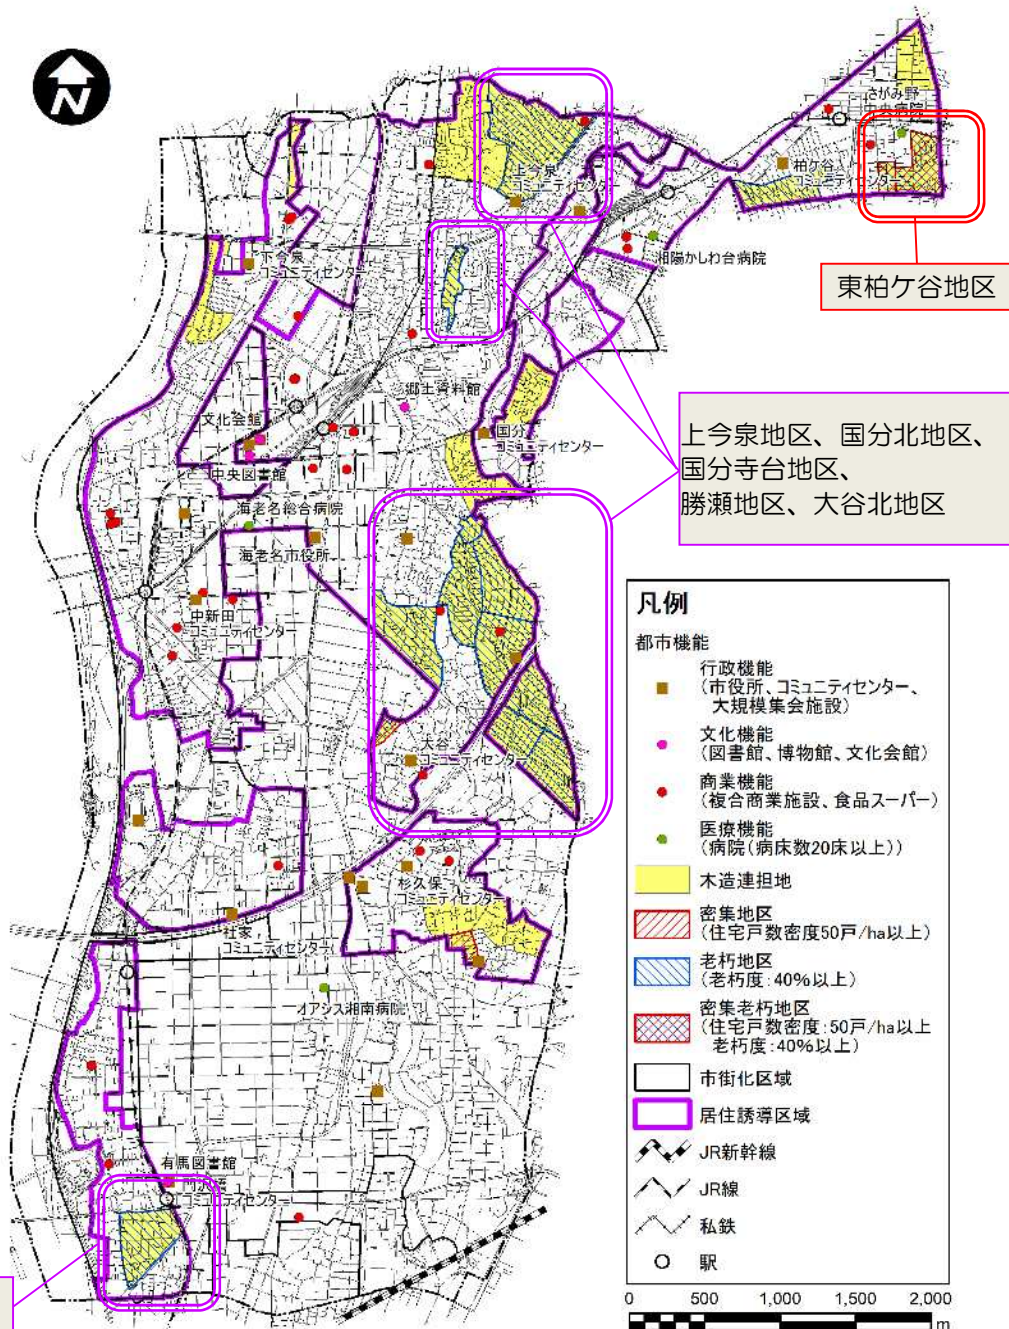 N
さがみ野
中央病院
柏ケ谷
コミュニティセンター
上今泉
コミュニティセンター
相陽かしわ台病院
東柏ケ谷地区
下今泉
コミュニティセンター
郷土資料館
文化会館
国分
コミュニティセンター
中央図書館
上今泉地区、国分北地区、
国分寺台地区、
勝瀬地区、大谷北地区
海老名総合病院
海老名市役所
中新田
コミュニティセンター
大谷
コミュニティセンター
杉久保
コミュニティセンター
社家
コミュニティセンター
オアシス湘南病院
有馬図書館
門沢橋
コミュニティセンター
凡例
都市機能
行政機能
(市役所、コミュニティセンター、
大規模集会施設)
文化機能
(図書館、博物館、文化会館)
商業機能
(複合商業施設、食品スーパー)
医療機能
(病院(病床数20床以上))
木造連担地
密集地区
(住宅戸数密度50戸/ha以上)
老朽地区
(老朽度:40%以上)
密集老朽地区
(住宅戸数密度:50戸/ha以上
老朽度:40%以上)
市街化区域
居住誘導区域
JR新幹線
JR線
私鉄
駅
0 500 1,000 1,500 2,000
m